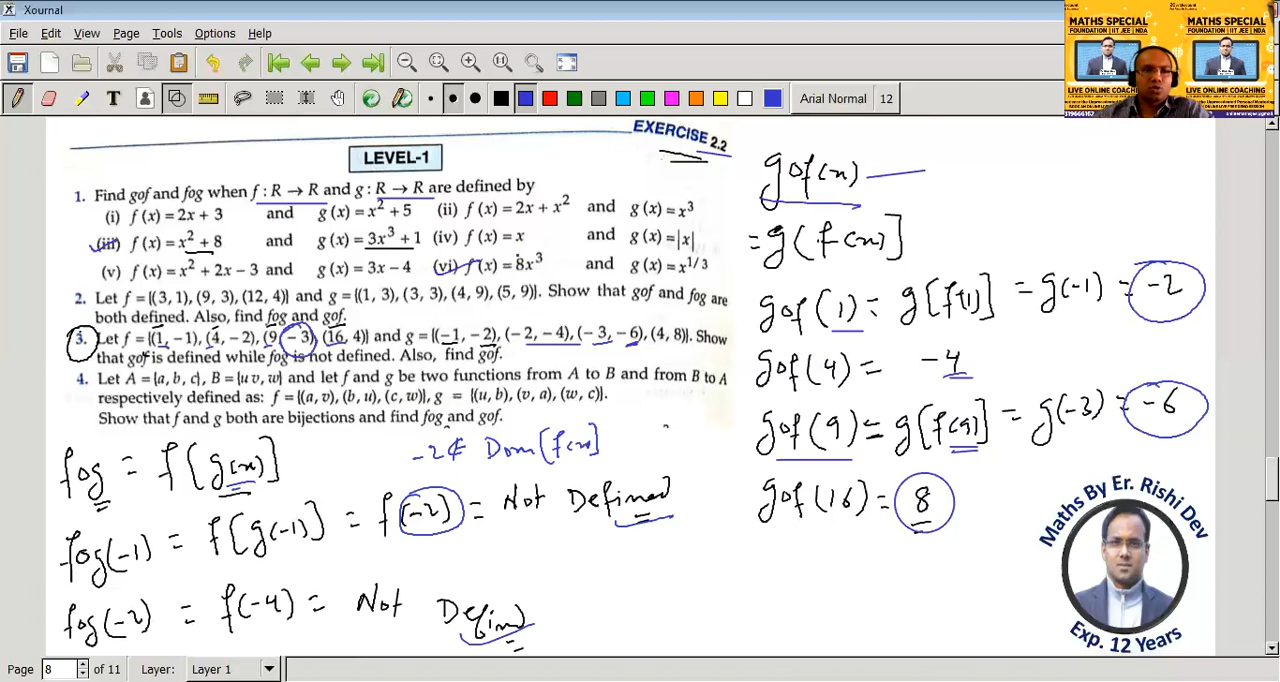 Xournal
File Edit View Page Tools Options Help
Arial Normal 12
MATHS SPECIAL MATHS SPECIAL
FOUNDATION | IIT JEE | NDA FOUNDATION | IIT JEE | NDA
LIVE ONLINE COACHING LIVE ONLINE COACHING
EXERCISE 2.2
LEVEL-1
1. Find gof and fog when f : R → R and g : R → R are defined by
(i) f (x) = 2x + 3 and g (x) = x² + 5 (ii) f (x) = 2x + x² and g (x) = x³
(iii) f (x) = x² + 8 and g (x) = 3x³ + 1 (iv) f (x) = x and g (x) = |x|
(v) f (x) = x² + 2x − 3 and g (x) = 3x − 4 (vi) f (x) = 8x³ and g (x) = x^1/3
2. Let f = {(3, 1), (9, 3), (12, 4)} and g = {(1, 3), (3, 3), (4, 9), (5, 9)}. Show that gof and fog are
both defined. Also, find fog and gof.
3. Let f = {(1, −1), (4, −2), (9, −3), (16, 4)} and g = {(−1, −2), (−2, −4), (−3, −6), (4, 8)}. Show
that gof is defined while fog is not defined. Also, find gof.
4. Let A = {a, b, c}, B = {u v, w} and let f and g be two functions from A to B and from B to A
respectively defined as: f = {(a, v), (b, u), (c, w)}, g = {(u, b), (v, a), (w, c)}.
Show that f and g both are bijections and find fog and gof.
-2 ∉ Dom[f(x)]
fog = f[g(x)]
fog(-1) = f[g(-1)] = f(-2) = Not Defined
fog(-2) = f(-4) = Not Define
gof(x)
= g(f(x)]
gof(1) = g[f(1)] = g(-1) = -2
gof(4) = -4
gof(9) = g[f(9)] = g(-3) = -6
gof(16) = 8
Maths By Er. Rishi Dev
Exp. 12 Years
Page 8 of 11 Layer: Layer 1